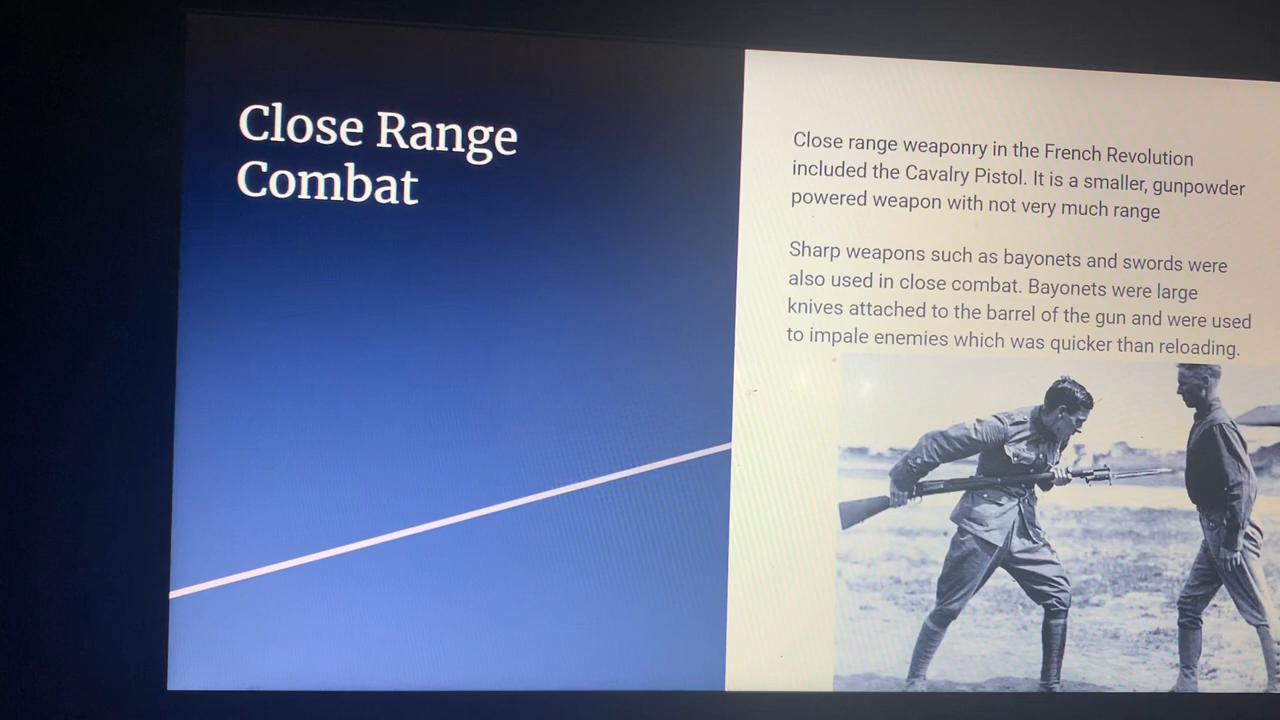 Close Range
Combat
Close range weaponry in the French Revolution
included the Cavalry Pistol. It is a smaller, gunpowder
powered weapon with not very much range
Sharp weapons such as bayonets and swords were
also used in close combat. Bayonets were large
knives attached to the barrel of the gun and were used
to impale enemies which was quicker than reloading.